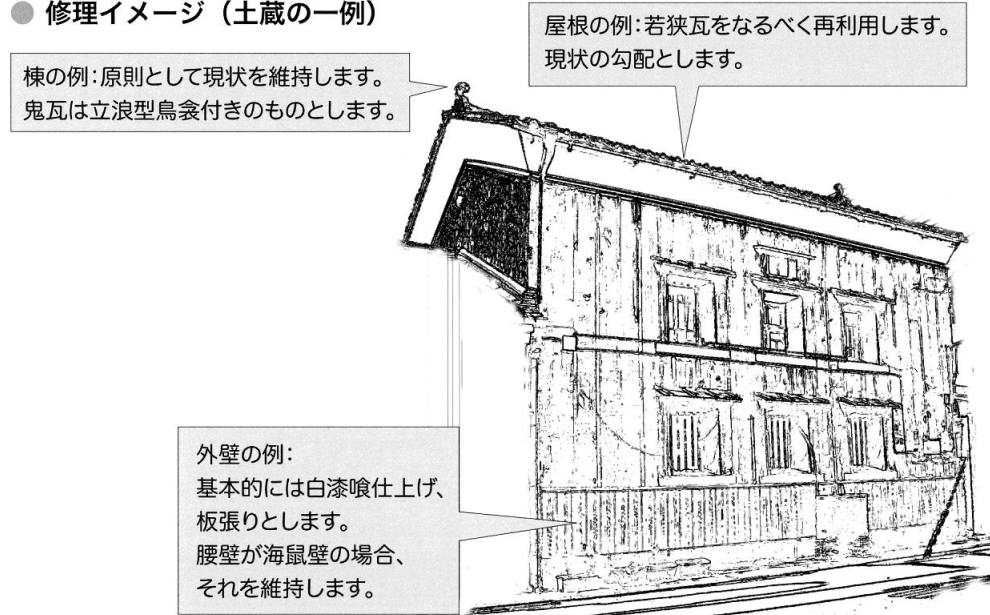 ● 修理イメージ（土蔵の一例）
屋根の例：若狭瓦をなるべく再利用します。
現状の勾配とします。
棟の例：原則として現状を維持します。
鬼瓦は立浪型鳥衾付きのものとします。
外壁の例：
基本的には白漆喰仕上げ、
板張りとします。
腰壁が海鼠壁の場合、
それを維持します。